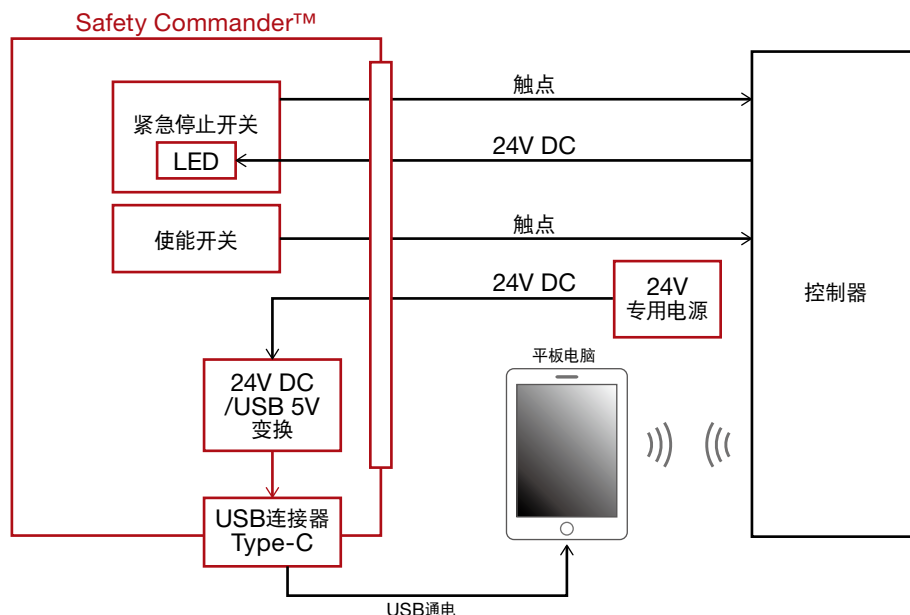 Safety Commander™
触点
紧急停止开关
LED
24V DC
使能开关
触点
24V DC
24V
专用电源
控制器
平板电脑
24V DC
/USB 5V
变换
USB连接器
Type-C
USB通电